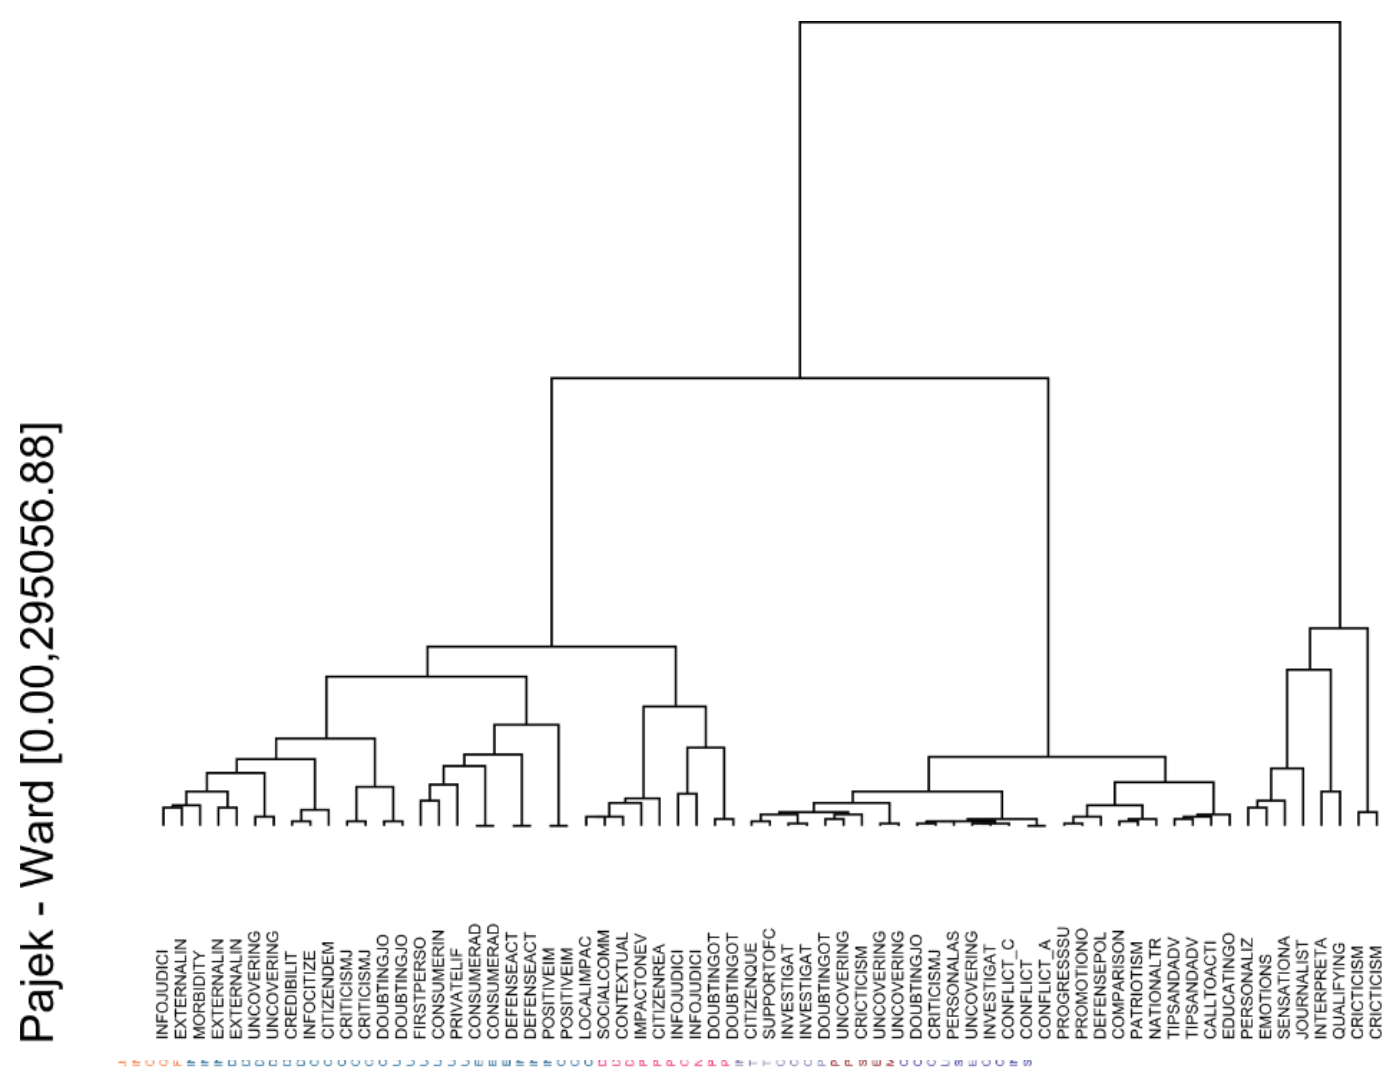 Pajek - Ward [0.00,295056.88]
INFOJUDICI
EXTERNALIN
MORBIDITY
EXTERNALIN
EXTERNALIN
UNCOVERING
UNCOVERING
CREDIBILIT
INFOCITIZE
CITIZENDEM
CRITICISMJ
CRITICISMJ
DOUBTINGJO
DOUBTINGJO
FIRSTPERSO
CONSUMERIN
PRIVATELIF
CONSUMERAD
CONSUMERAD
DEFENSEACT
DEFENSEACT
POSITIVEIM
POSITIVEIM
LOCALIMPAC
SOCIALCOMM
CONTEXTUAL
IMPACTONEV
CITIZENREA
INFOJUDICI
INFOJUDICI
DOUBTINGOT
DOUBTINGOT
CITIZENQUE
SUPPORTOFC
INVESTIGAT
INVESTIGAT
DOUBTINGOT
UNCOVERING
CRICTICISM
UNCOVERING
UNCOVERING
DOUBTINGJO
CRITICISMJ
PERSONALAS
UNCOVERING
INVESTIGAT
CONFLICT_C
CONFLICT
CONFLICT_A
PROGRESSSU
PROMOTIONO
DEFENSEPOL
COMPARISON
PATRIOTISM
NATIONALTR
TIPSANDADV
TIPSANDADV
CALLTOACTI
EDUCATINGO
PERSONALIZ
EMOTIONS
SENSATIONA
JOURNALIST
INTERPRETA
QUALIFYING
CRICTICISM
CRICTICISM